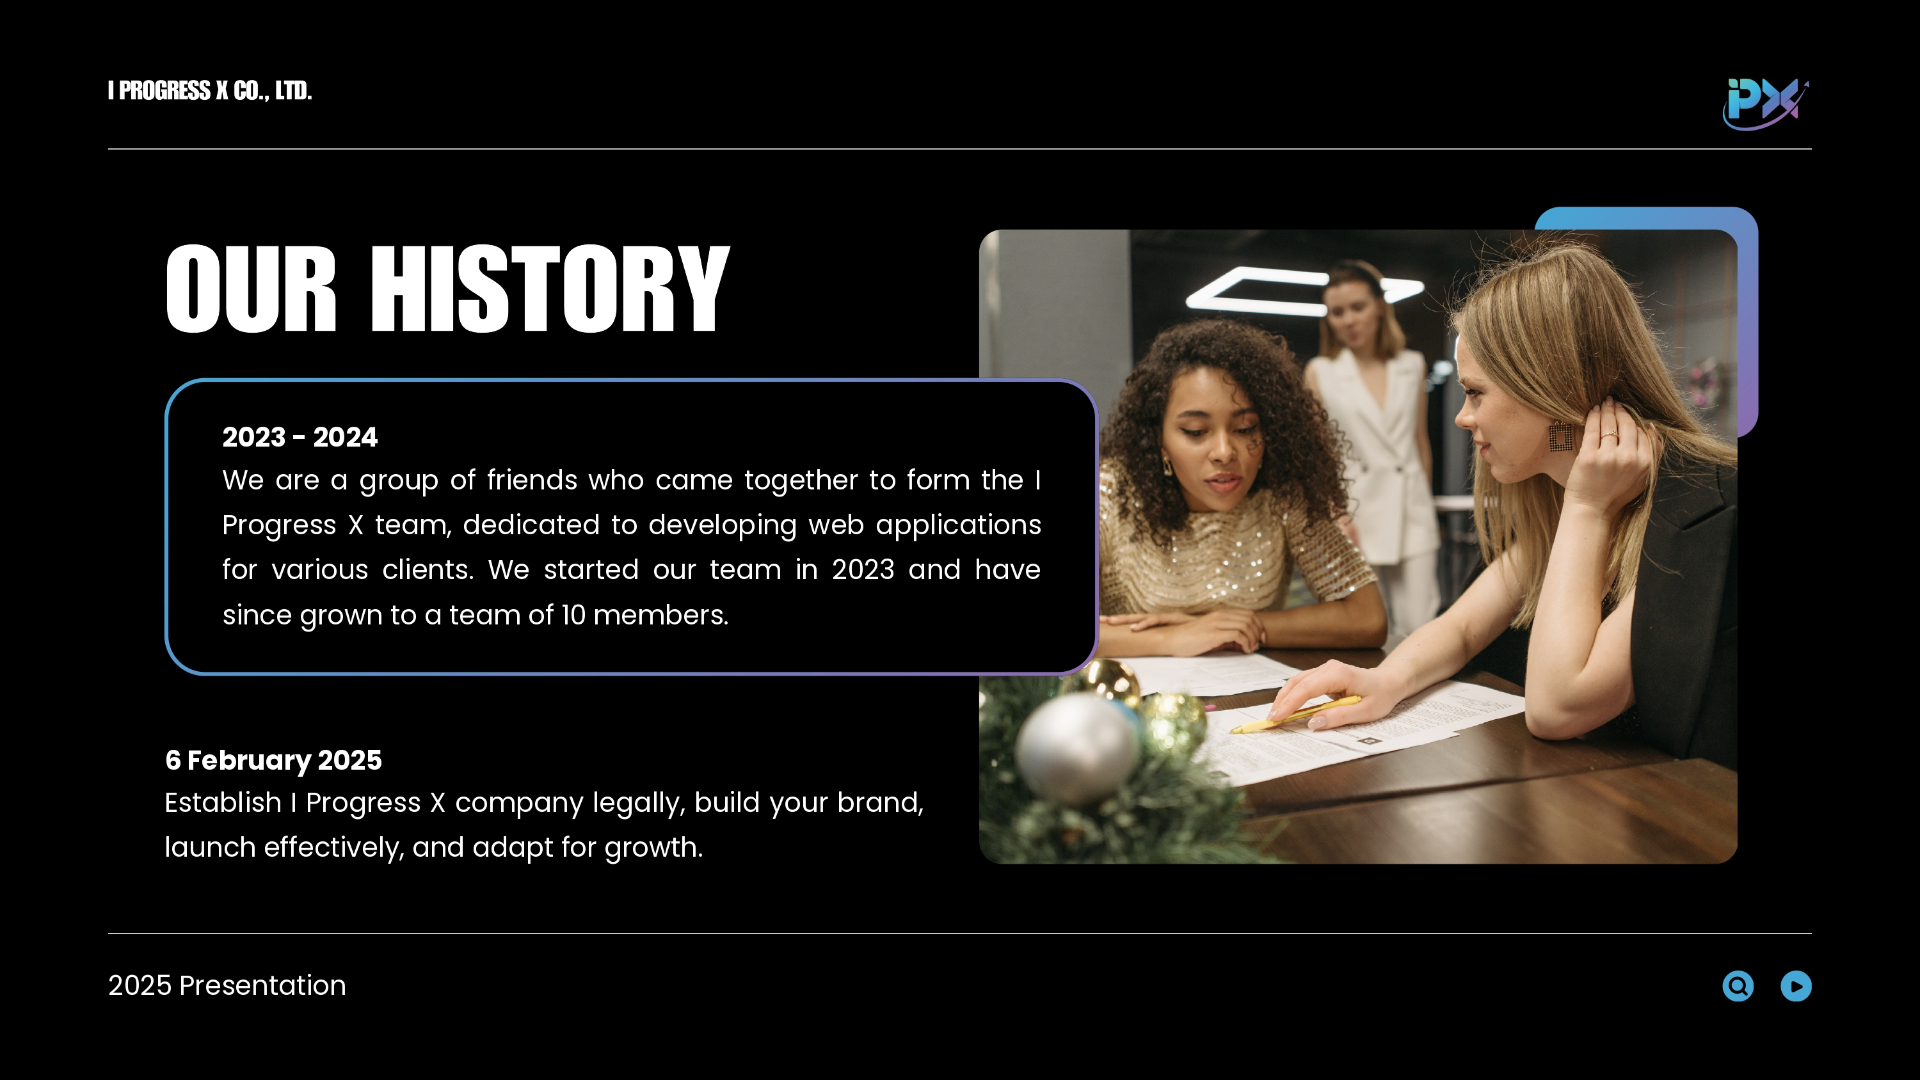 I PROGRESS X CO., LTD.
PX
OUR HISTORY
2023 - 2024
We are a group of friends who came together to form the I
Progress X team, dedicated to developing web applications
for various clients. We started our team in 2023 and have
since grown to a team of 10 members.
6 February 2025
Establish I Progress X company legally, build your brand,
launch effectively, and adapt for growth.
2025 Presentation